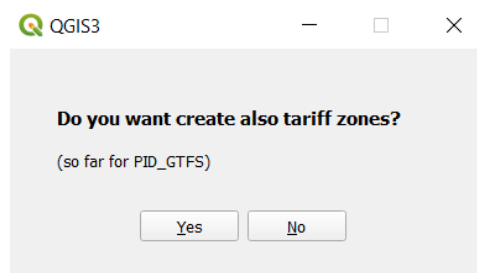 QGIS3
Do you want create also tariff zones?
(so far for PID_GTFS)
Yes
No